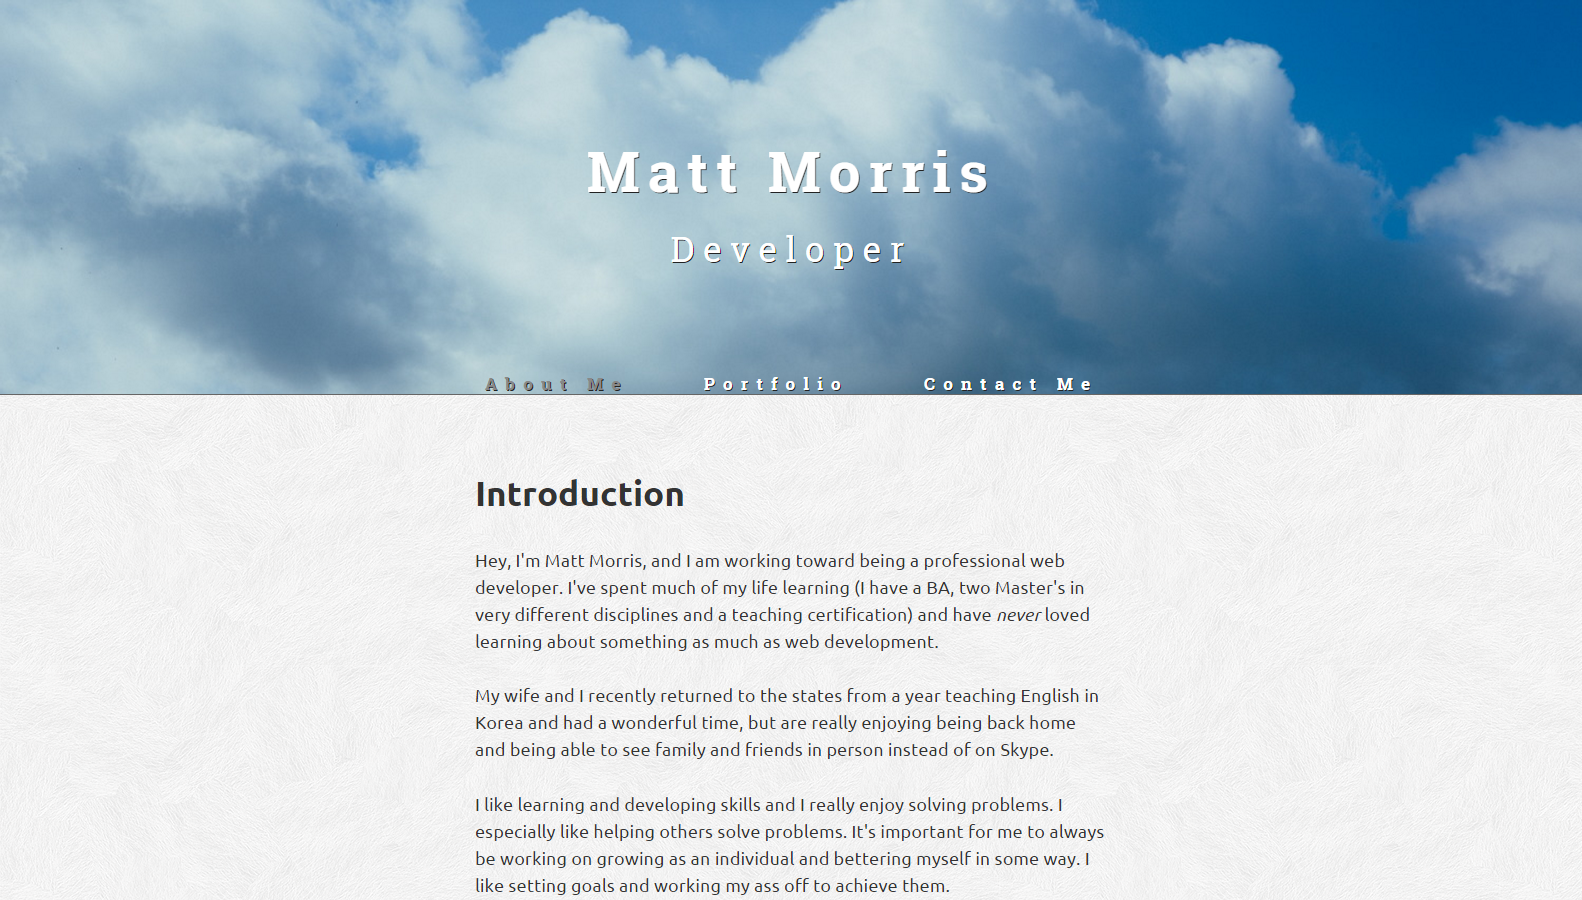 Matt Morris
Developer
About Me Portfolio Contact Me
Introduction
Hey, I'm Matt Morris, and I am working toward being a professional web
developer. I've spent much of my life learning (I have a BA, two Master's in
very different disciplines and a teaching certification) and have never loved
learning about something as much as web development.
My wife and I recently returned to the states from a year teaching English in
Korea and had a wonderful time, but are really enjoying being back home
and being able to see family and friends in person instead of on Skype.
I like learning and developing skills and I really enjoy solving problems. I
especially like helping others solve problems. It's important for me to always
be working on growing as an individual and bettering myself in some way. I
like setting goals and working my ass off to achieve them.